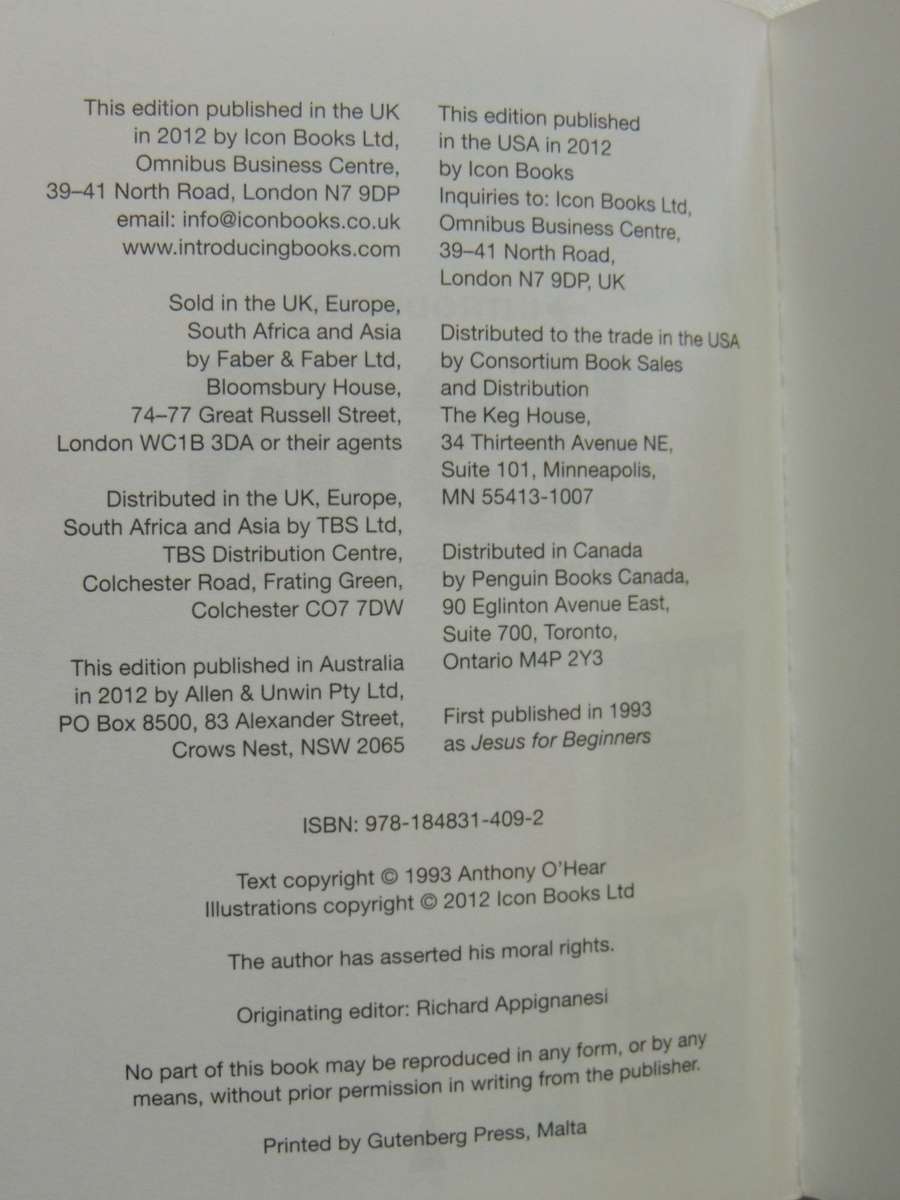 This edition published in the UK
in 2012 by Icon Books Ltd,
Omnibus Business Centre,
39–41 North Road, London N7 9DP
email: info@iconbooks.co.uk
www.introducingbooks.com
Sold in the UK, Europe,
South Africa and Asia
by Faber & Faber Ltd,
Bloomsbury House,
74–77 Great Russell Street,
London WC1B 3DA or their agents
Distributed in the UK, Europe,
South Africa and Asia by TBS Ltd,
TBS Distribution Centre,
Colchester Road, Frating Green,
Colchester CO7 7DW
This edition published in Australia
in 2012 by Allen & Unwin Pty Ltd,
PO Box 8500, 83 Alexander Street,
Crows Nest, NSW 2065
This edition published
in the USA in 2012
by Icon Books
Inquiries to: Icon Books Ltd,
Omnibus Business Centre,
39–41 North Road,
London N7 9DP, UK
Distributed to the trade in the USA
by Consortium Book Sales
and Distribution
The Keg House,
34 Thirteenth Avenue NE,
Suite 101, Minneapolis,
MN 55413-1007
Distributed in Canada
by Penguin Books Canada,
90 Eglinton Avenue East,
Suite 700, Toronto,
Ontario M4P 2Y3
First published in 1993
as Jesus for Beginners
ISBN: 978-184831-409-2
Text copyright © 1993 Anthony O'Hear
Illustrations copyright © 2012 Icon Books Ltd
The author has asserted his moral rights.
Originating editor: Richard Appignanesi
No part of this book may be reproduced in any form, or by any
means, without prior permission in writing from the publisher.
Printed by Gutenberg Press, Malta